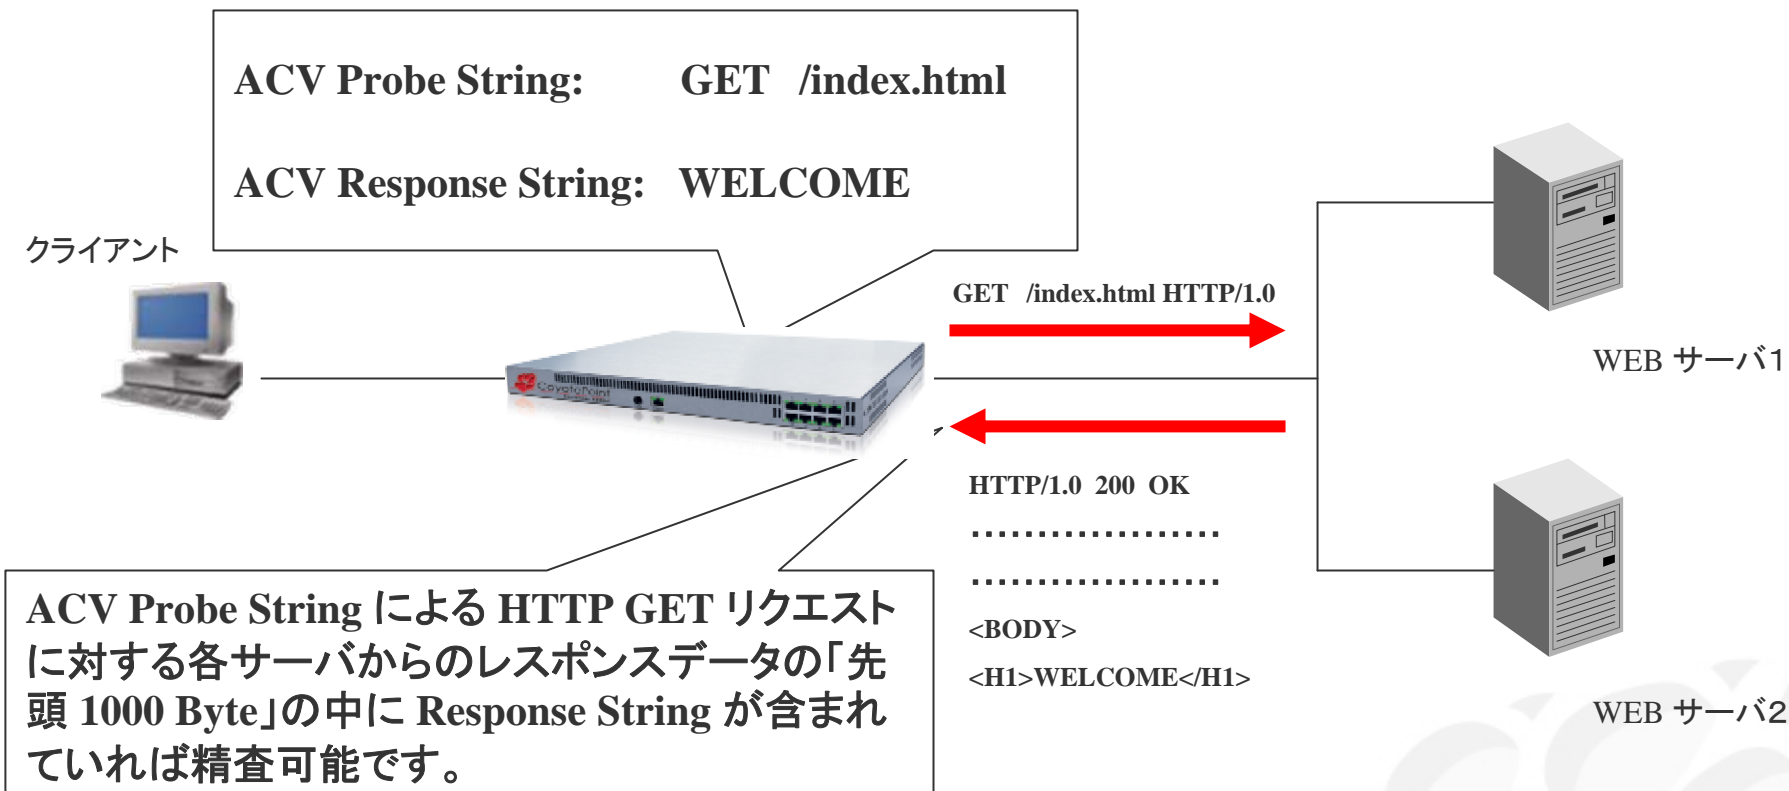 ACV Probe String: GET /index.html
ACV Response String: WELCOME
クライアント
GET /index.html HTTP/1.0
CoyotePoint
WEB サーバ1
HTTP/1.0 200 OK
・・・・・・・・・・・・・・・・・・・
・・・・・・・・・・・・・・・・・・・
<BODY>
<H1>WELCOME</H1>
ACV Probe String による HTTP GET リクエスト
に対する各サーバからのレスポンスデータの「先
頭 1000 Byte」の中に Response String が含まれ
ていれば精査可能です。
WEB サーバ2